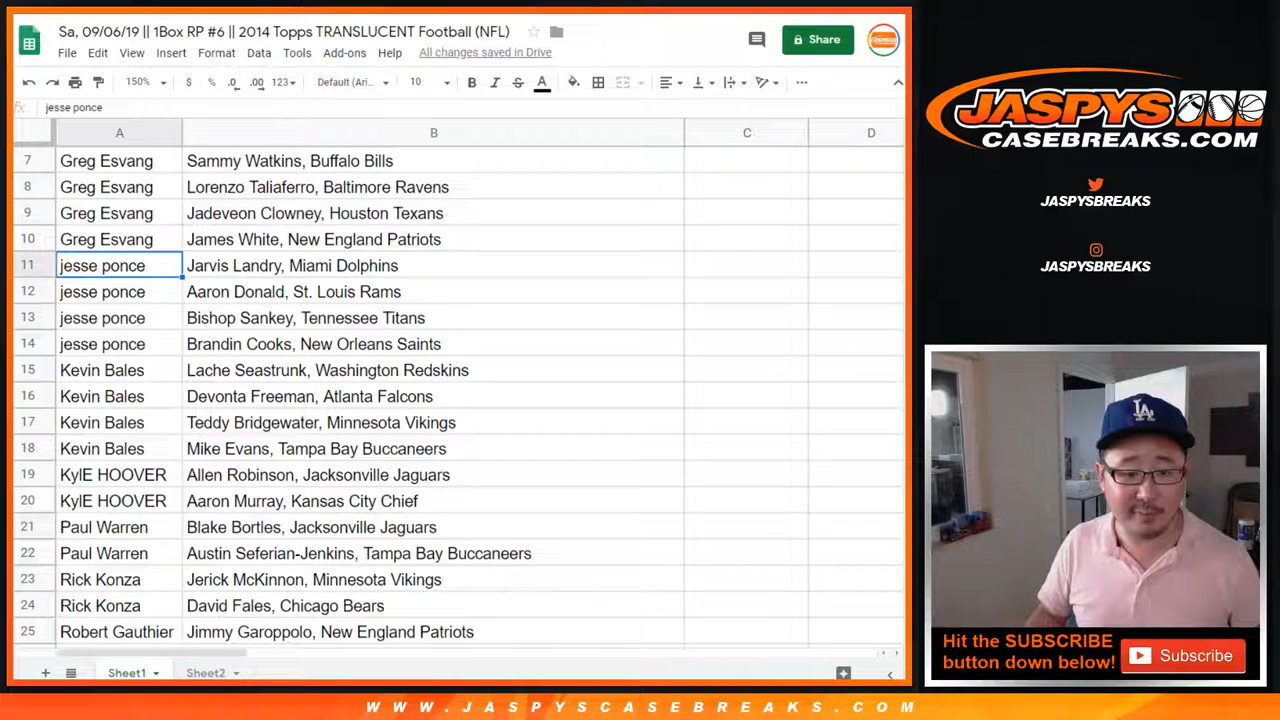 Sa, 09/06/19 || 1Box RP #6 || 2014 Topps TRANSLUCENT Football (NFL)
File Edit View Insert Format Data Tools Add-ons Help All changes saved in Drive
Share
150% $ % .0 .00 123 Default (Ari... 10 B I S A
fx jesse ponce
A B C D
7 Greg Esvang Sammy Watkins, Buffalo Bills
8 Greg Esvang Lorenzo Taliaferro, Baltimore Ravens
9 Greg Esvang Jadeveon Clowney, Houston Texans
10 Greg Esvang James White, New England Patriots
11 jesse ponce Jarvis Landry, Miami Dolphins
12 jesse ponce Aaron Donald, St. Louis Rams
13 jesse ponce Bishop Sankey, Tennessee Titans
14 jesse ponce Brandin Cooks, New Orleans Saints
15 Kevin Bales Lache Seastrunk, Washington Redskins
16 Kevin Bales Devonta Freeman, Atlanta Falcons
17 Kevin Bales Teddy Bridgewater, Minnesota Vikings
18 Kevin Bales Mike Evans, Tampa Bay Buccaneers
19 KylE HOOVER Allen Robinson, Jacksonville Jaguars
20 KylE HOOVER Aaron Murray, Kansas City Chief
21 Paul Warren Blake Bortles, Jacksonville Jaguars
22 Paul Warren Austin Seferian-Jenkins, Tampa Bay Buccaneers
23 Rick Konza Jerick McKinnon, Minnesota Vikings
24 Rick Konza David Fales, Chicago Bears
25 Robert Gauthier Jimmy Garoppolo, New England Patriots
+ Sheet1 Sheet2
JASPYS
CASEBREAKS.COM
JASPYSBREAKS
JASPYSBREAKS
LA
Hit the SUBSCRIBE
button down below!
Subscribe
WWW.JASPYSCASEBREAKS.COM